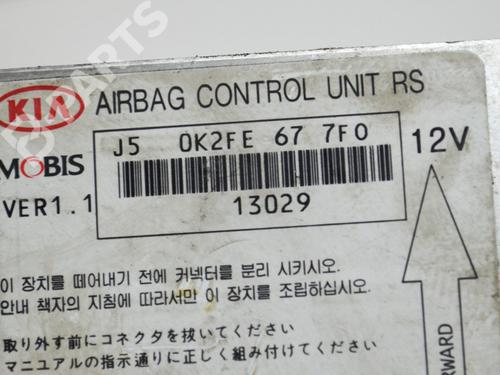 KIA AIRBAG CONTROL UNIT RS
MOBIS
J5 0K2FE 67 7F0
12V
VER1.1
13029
이 장치를 떼어내기 전에 커넥터를 분리 시키시오.
안내 책자의 지침에 따라서만 이 장치를 조립하십시오.
取り外す前にコネクタを抜いてください
マニュアルの指示通りに正しく組み付けてください
FORWARD